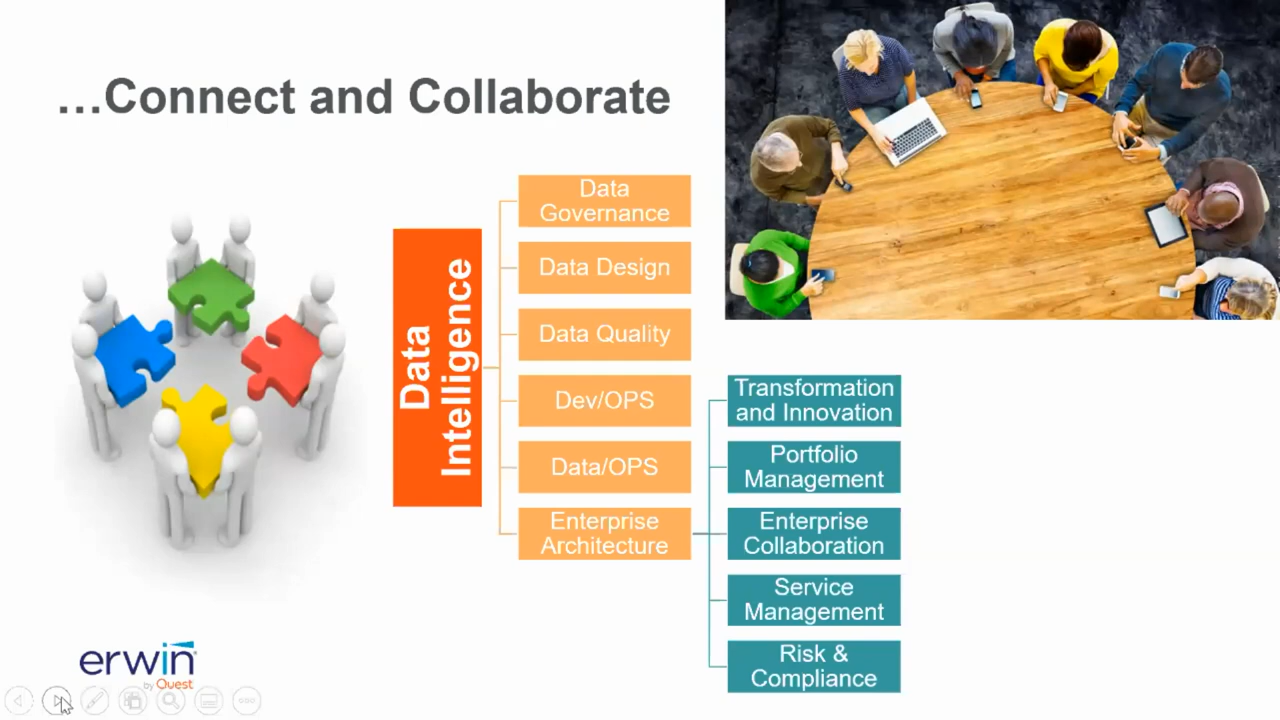 ...Connect and Collaborate
Data
Intelligence
Data
Governance
Data Design
Data Quality
Dev/OPS
Data/OPS
Enterprise
Architecture
Transformation
and Innovation
Portfolio
Management
Enterprise
Collaboration
Service
Management
Risk &
Compliance
erwin
by Quest